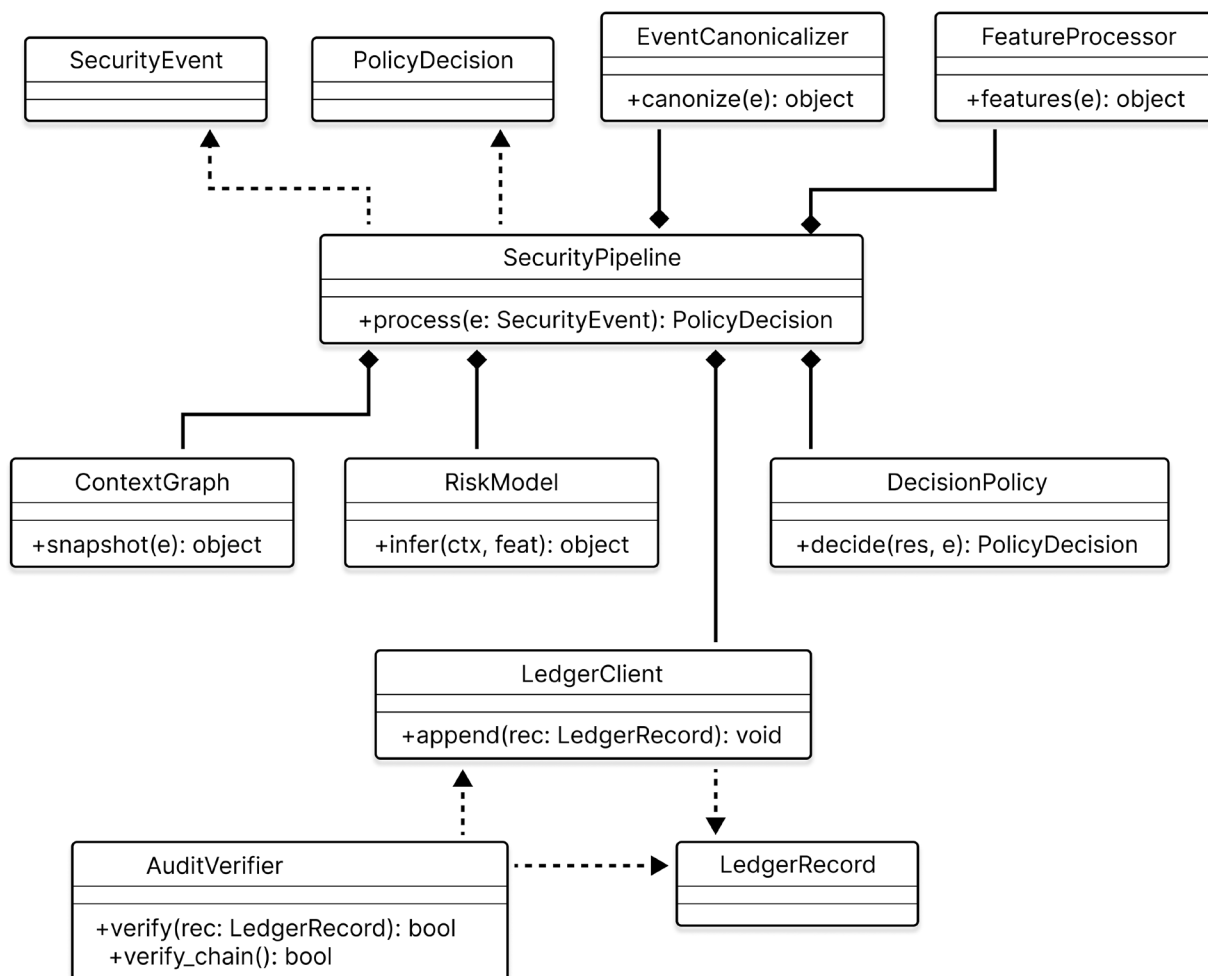 SecurityEvent
PolicyDecision
EventCanonicalizer
+canonize(e): object
FeatureProcessor
+features(e): object
SecurityPipeline
+process(e: SecurityEvent): PolicyDecision
ContextGraph
+snapshot(e): object
RiskModel
+infer(ctx, feat): object
DecisionPolicy
+decide(res, e): PolicyDecision
LedgerClient
+append(rec: LedgerRecord): void
AuditVerifier
+verify(rec: LedgerRecord): bool
+verify_chain(): bool
LedgerRecord